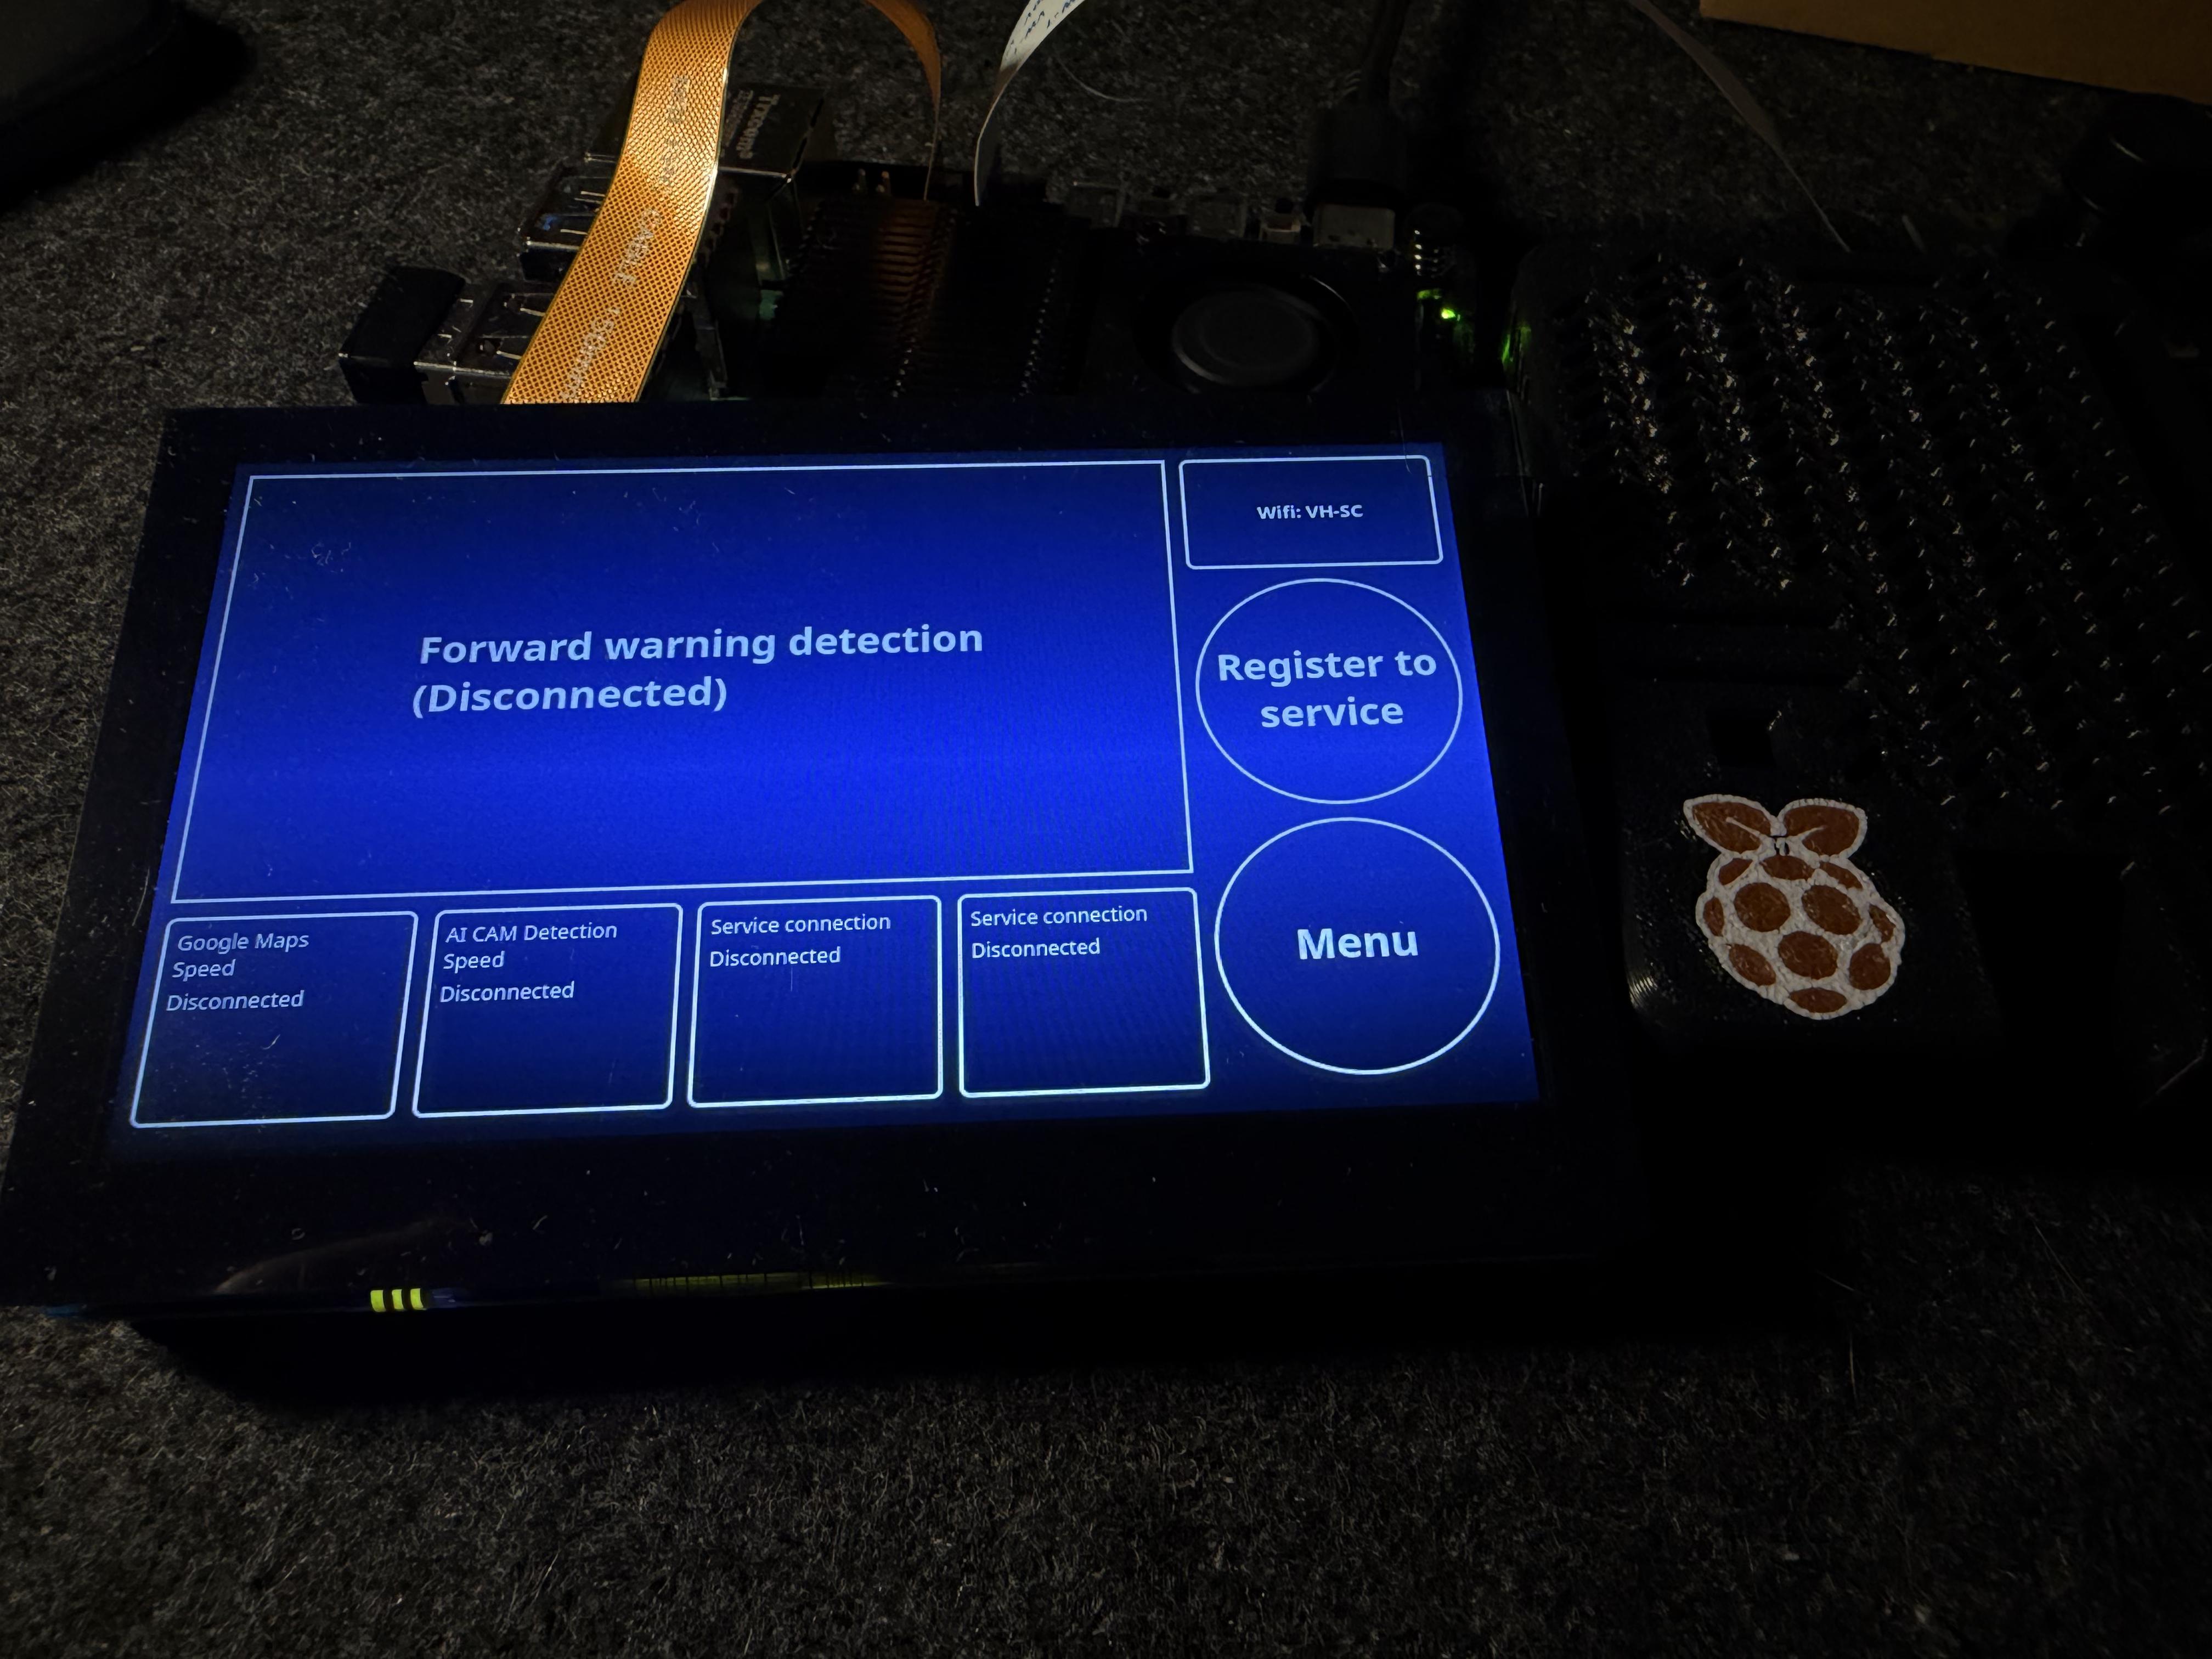 Trxcom
Wifi: VH-SC
Forward warning detection
(Disconnected)
Register to
service
Google Maps
Speed
Disconnected
AI CAM Detection
Speed
Disconnected
Service connection
Disconnected
Service connection
Disconnected
Menu